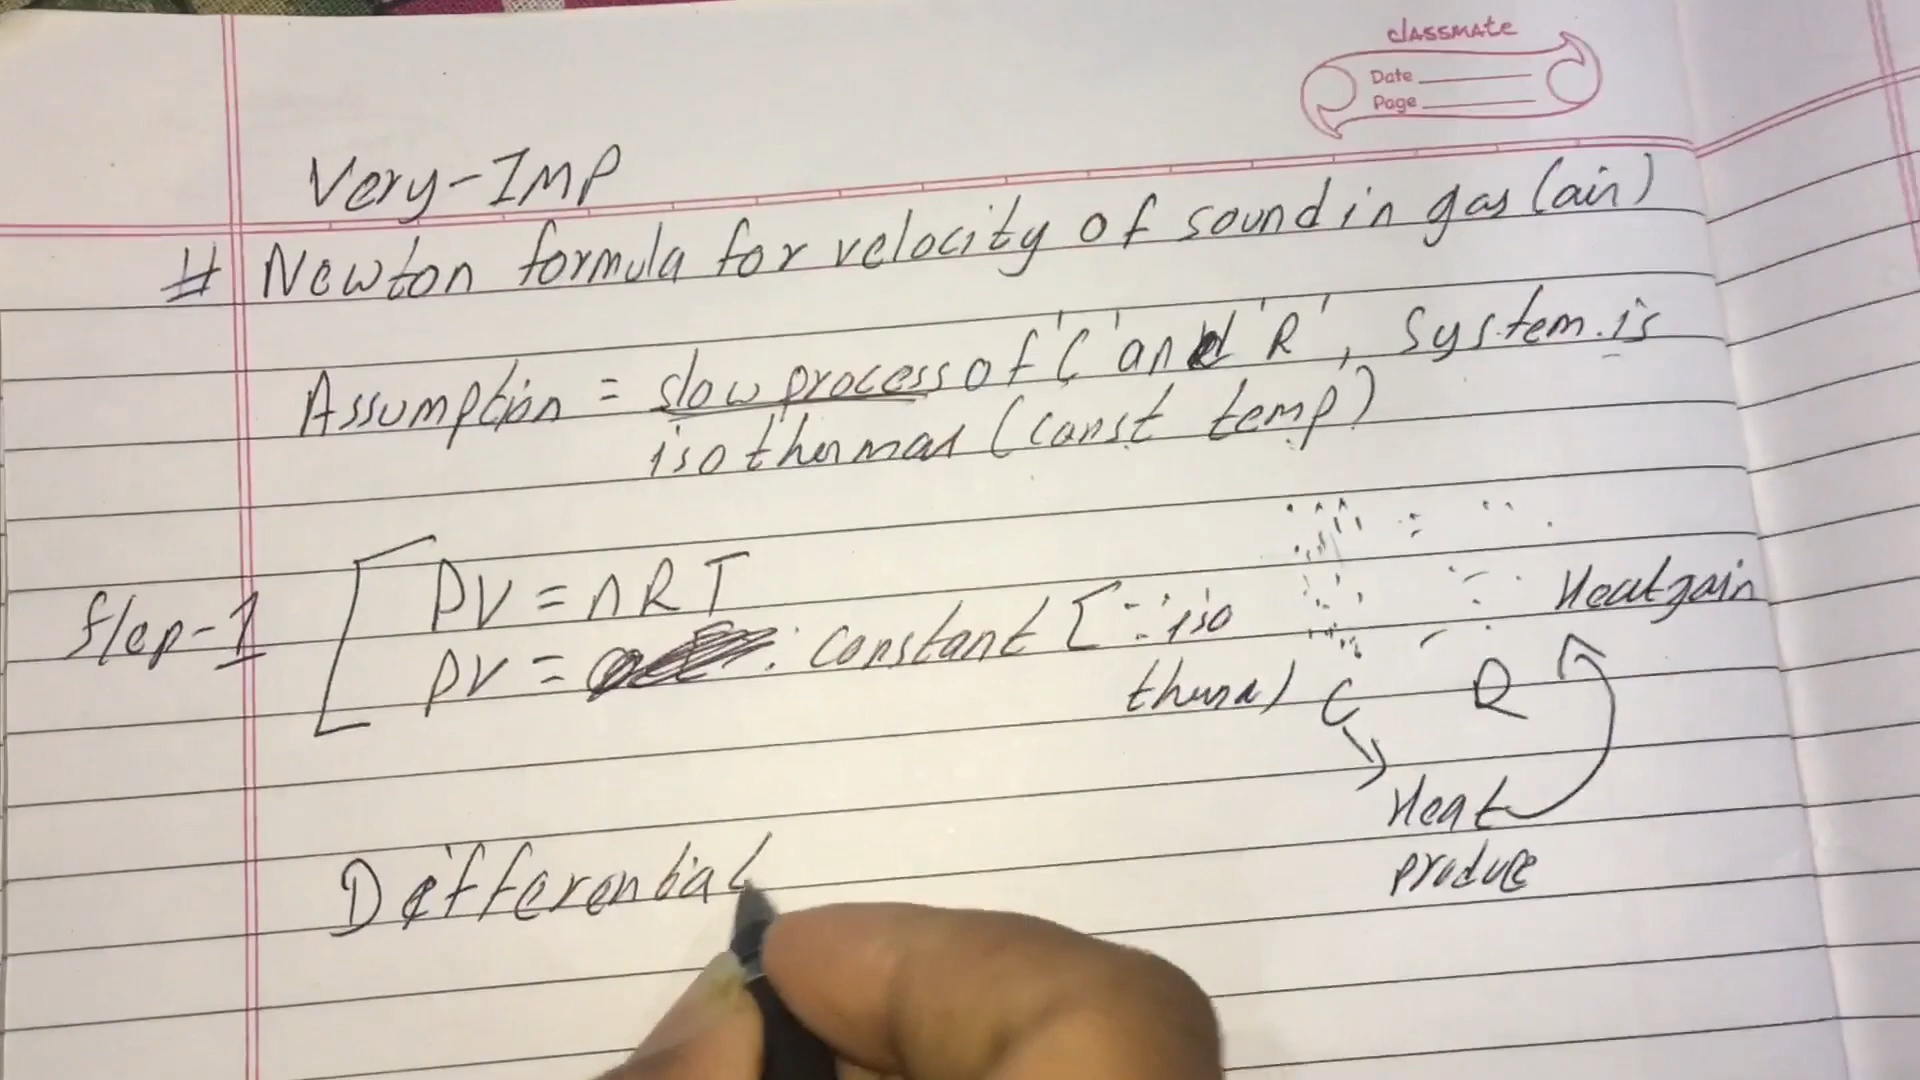 classmate
Date
Page
Very-IMP
# Newton formula for velocity of sound in gas (air)
Assumption = slow process of 'C' and 'R', System is
isothermal (const temp)
Step-1
PV = nRT
PV = constant [∵ iso
thermal
C
R
Heat gain
Heat
produce
Differential